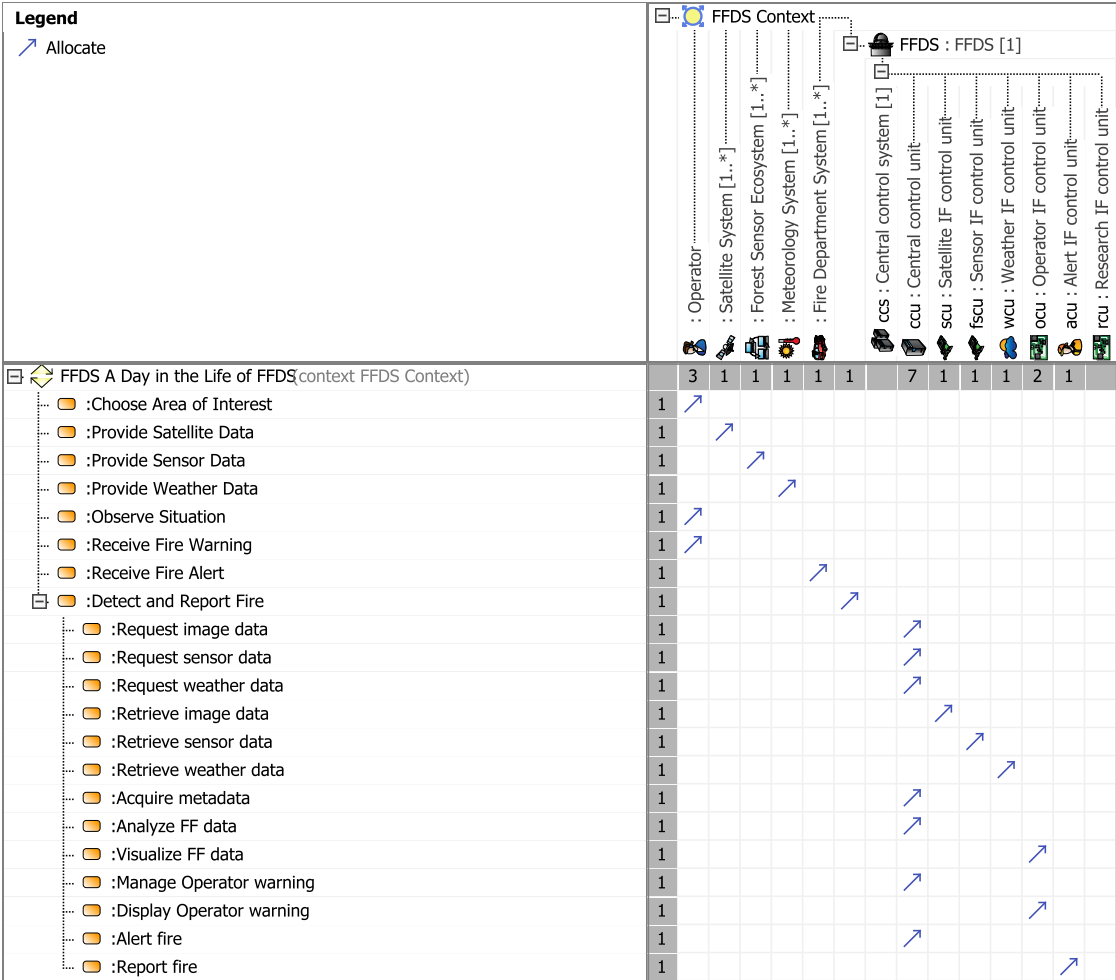 Legend
Allocate
FFDS Context
FFDS : FFDS [1]
: Operator
: Satellite System [1..*]
: Forest Sensor Ecosystem [1..*]
: Meteorology System [1..*]
: Fire Department System [1..*]
ccs : Central control system [1]
ccu : Central control unit
scu : Satellite IF control unit
fscu : Sensor IF control unit
wcu : Weather IF control unit
ocu : Operator IF control unit
acu : Alert IF control unit
rcu : Research IF control unit
FFDS A Day in the Life of FFDS(context FFDS Context) 3 1 1 1 1 1 7 1 1 1 2 1
:Choose Area of Interest 1
:Provide Satellite Data 1
:Provide Sensor Data 1
:Provide Weather Data 1
:Observe Situation 1
:Receive Fire Warning 1
:Receive Fire Alert 1
:Detect and Report Fire 1
:Request image data 1
:Request sensor data 1
:Request weather data 1
:Retrieve image data 1
:Retrieve sensor data 1
:Retrieve weather data 1
:Acquire metadata 1
:Analyze FF data 1
:Visualize FF data 1
:Manage Operator warning 1
:Display Operator warning 1
:Alert fire 1
:Report fire 1